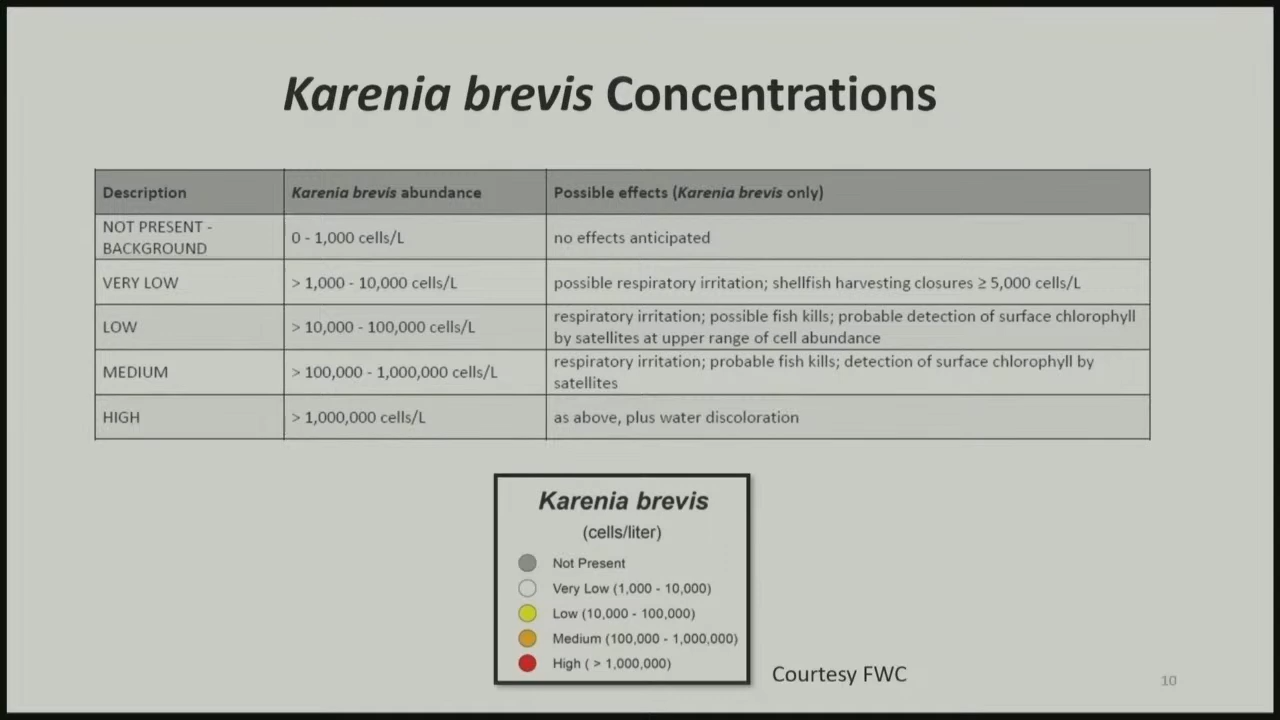 Karenia brevis Concentrations
Description
Karenia brevis abundance
Possible effects (Karenia brevis only)
NOT PRESENT -
BACKGROUND
0 - 1,000 cells/L
no effects anticipated
VERY LOW
> 1,000 - 10,000 cells/L
possible respiratory irritation; shellfish harvesting closures ≥ 5,000 cells/L
LOW
> 10,000 - 100,000 cells/L
respiratory irritation; possible fish kills; probable detection of surface chlorophyll
by satellites at upper range of cell abundance
MEDIUM
> 100,000 - 1,000,000 cells/L
respiratory irritation; probable fish kills; detection of surface chlorophyll by
satellites
HIGH
> 1,000,000 cells/L
as above, plus water discoloration
Karenia brevis
(cells/liter)
Not Present
Very Low (1,000 - 10,000)
Low (10,000 - 100,000)
Medium (100,000 - 1,000,000)
High ( > 1,000,000)
Courtesy FWC
10